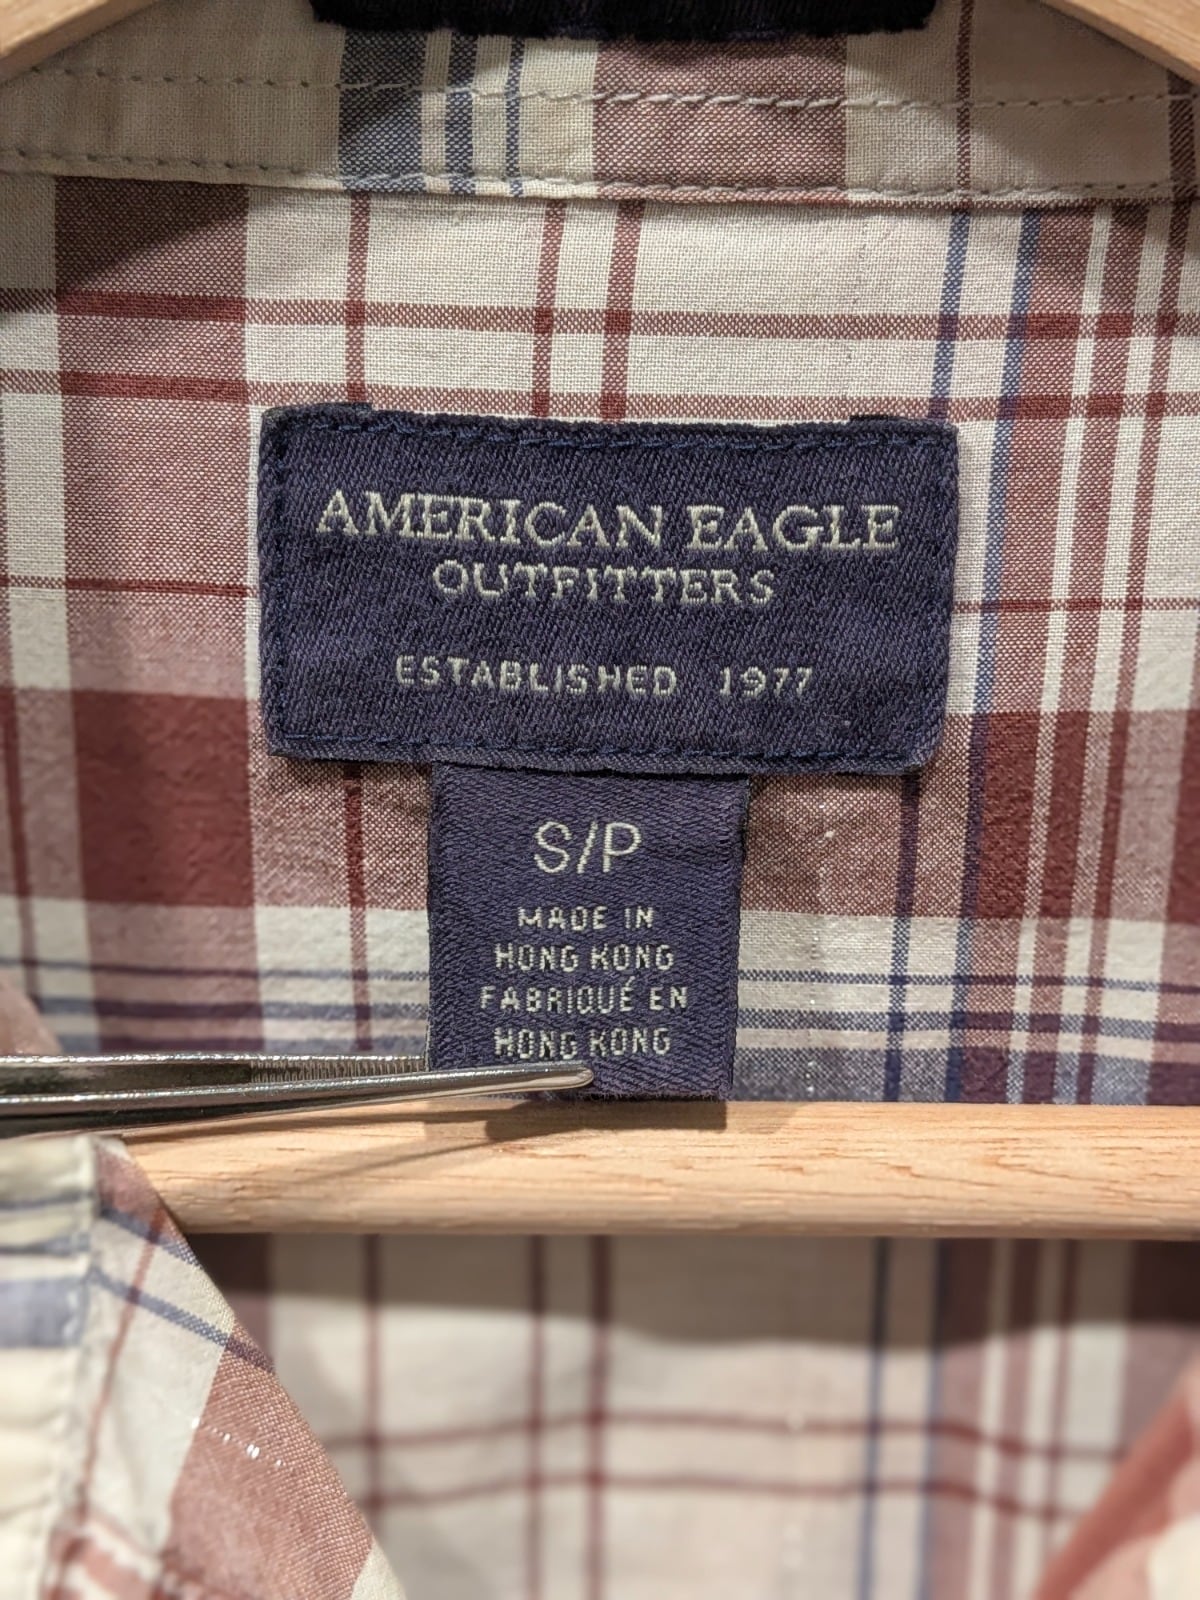 AMERICAN EAGLE
OUTFITTERS
ESTABLISHED 1977
S/P
MADE IN
HONG KONG
FABRIQUÉ EN
HONG KONG